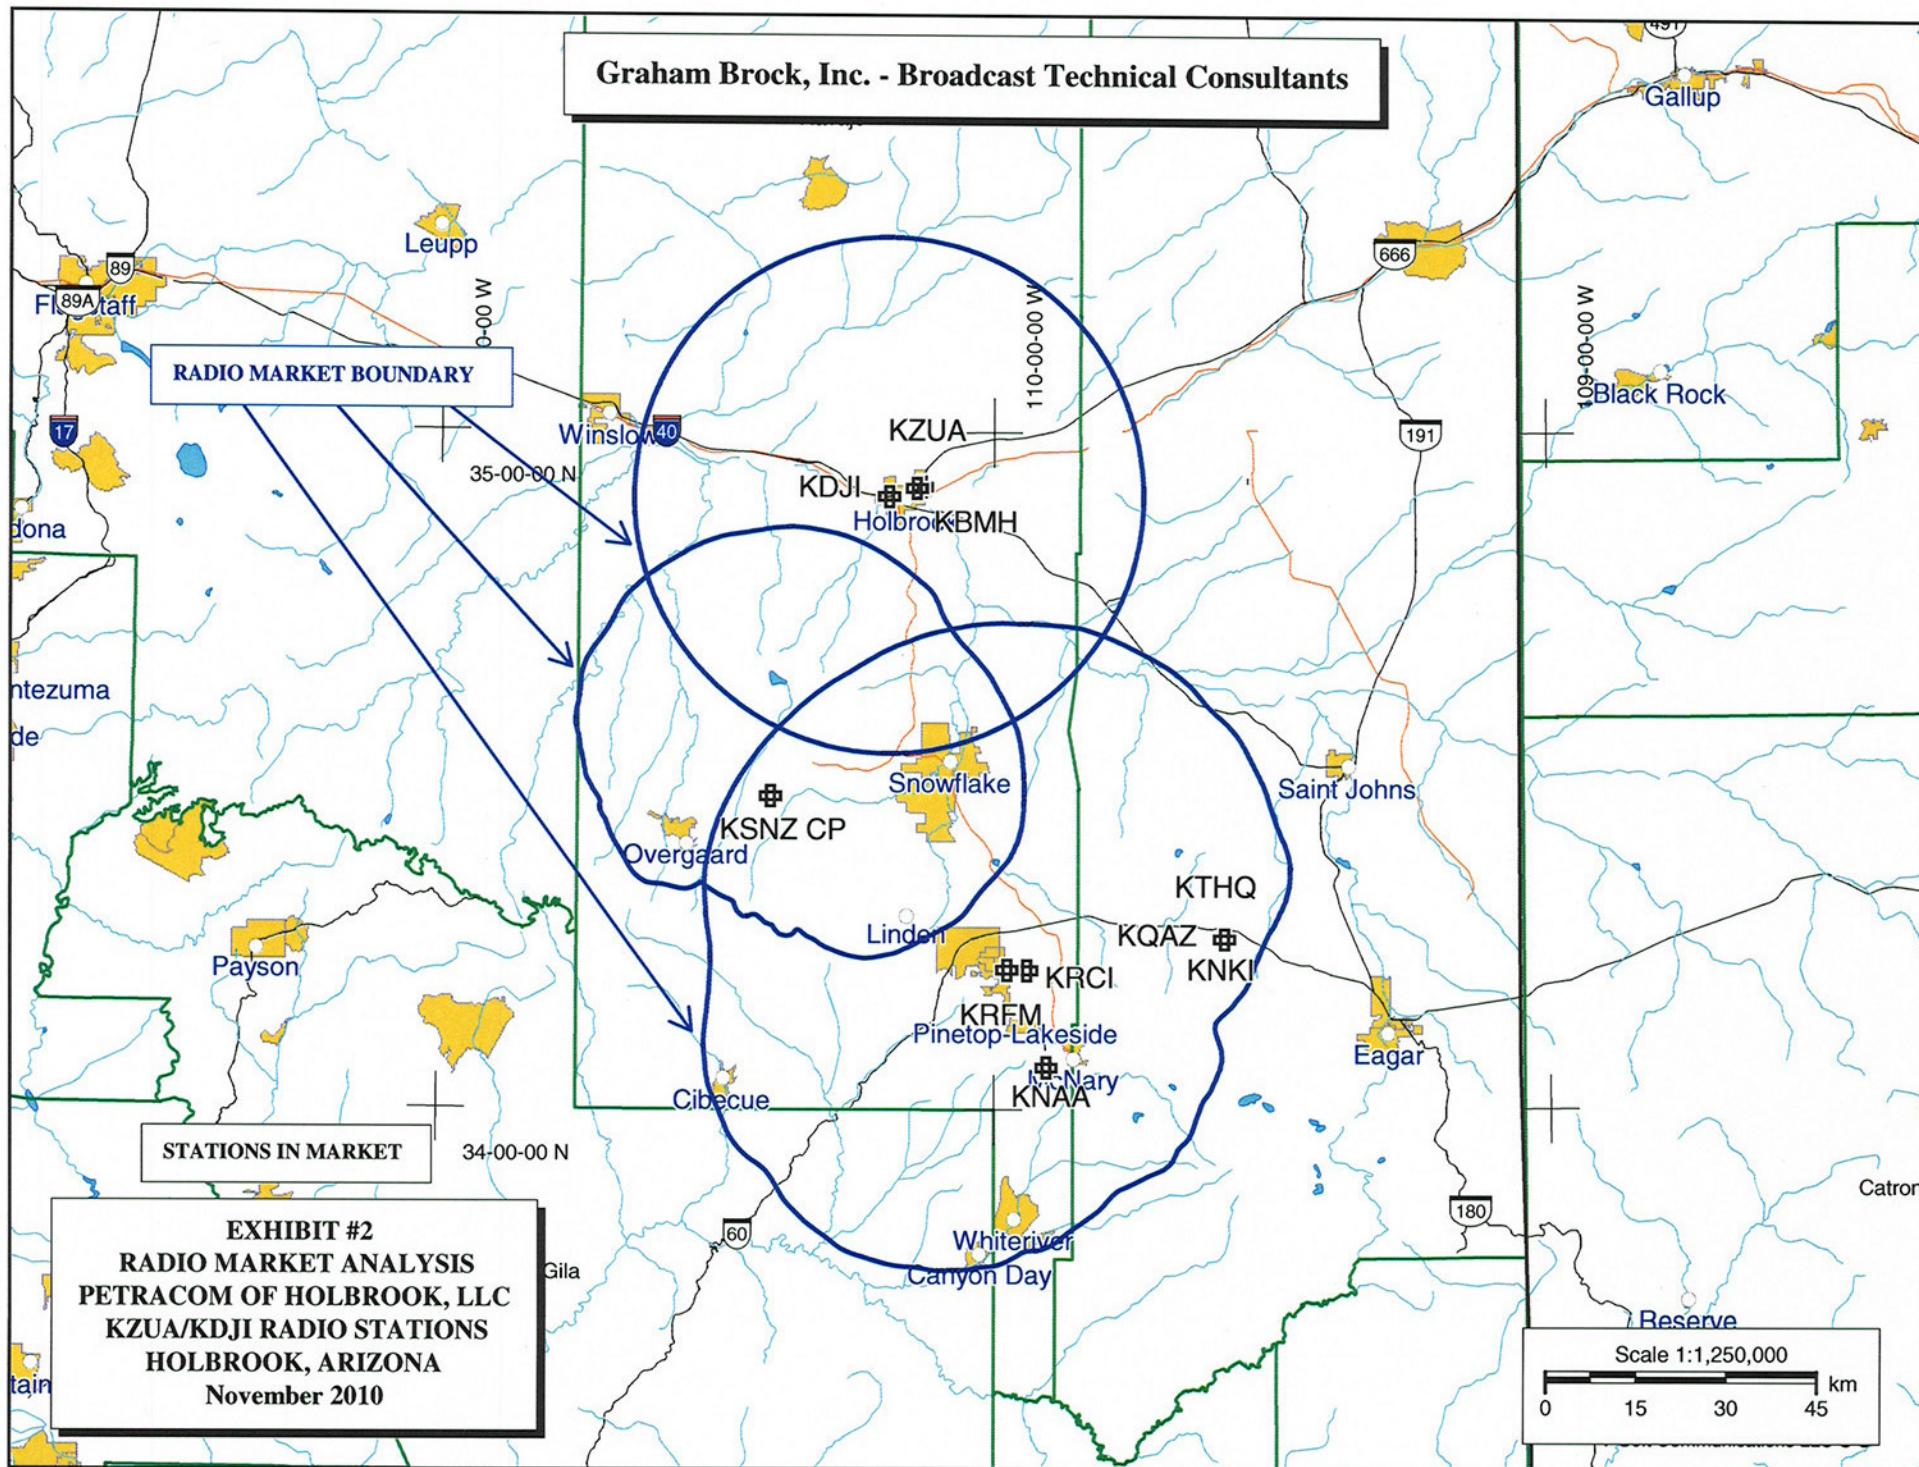 491
Graham Brock, Inc. - Broadcast Technical Consultants
Gallup
Leupp
89
666
89A
Flagstaff
0-00 W
110-00-00 W
109-00-00 W
RADIO MARKET BOUNDARY
Black Rock
17
Winslow
40
KZUA
191
35-00-00 N
KDJI
Holbrook
KBMH
dona
ntezuma
de
Snowflake
Saint Johns
KSNZ CP
Overgaard
KTHQ
Linden
KQAZ
Payson
KNKI
KRCI
KRFM
Pinetop-Lakeside
Eagar
McNary
Cibecue
KNAA
STATIONS IN MARKET
34-00-00 N
Catron
180
EXHIBIT #2
RADIO MARKET ANALYSIS
PETRACOM OF HOLBROOK, LLC
KZUA/KDJI RADIO STATIONS
HOLBROOK, ARIZONA
November 2010
60
Whiteriver
Canyon Day
Gila
Reserve
tain
Scale 1:1,250,000
km
0 15 30 45